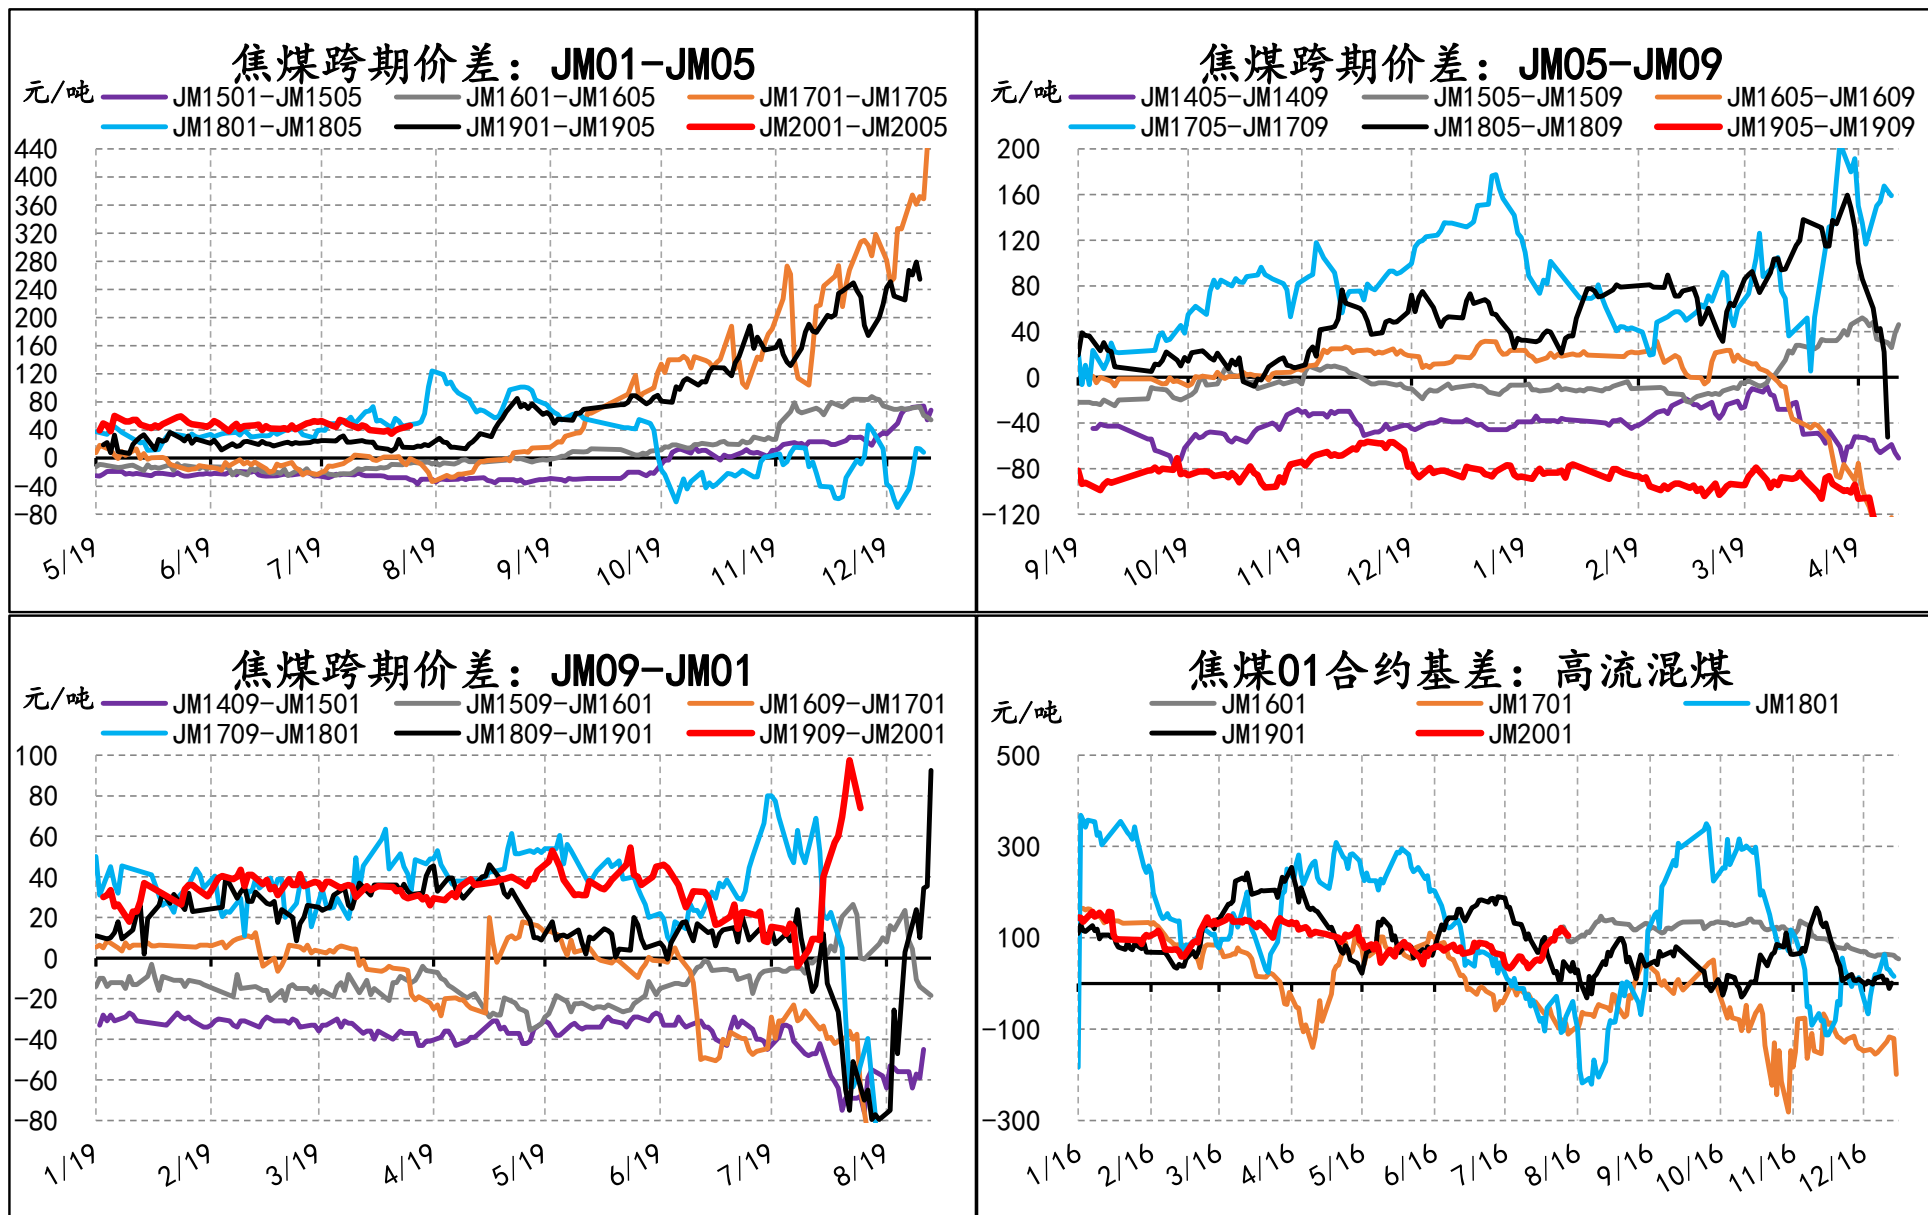 焦煤跨期价差：JM01-JM05
元/吨
JM1501-JM1505 JM1601-JM1605 JM1701-JM1705
JM1801-JM1805 JM1901-JM1905 JM2001-JM2005
440
400
360
320
280
240
200
160
120
80
40
0
-40
-80
5/19 6/19 7/19 8/19 9/19 10/19 11/19 12/19
焦煤跨期价差：JM05-JM09
元/吨
JM1405-JM1409 JM1505-JM1509 JM1605-JM1609
JM1705-JM1709 JM1805-JM1809 JM1905-JM1909
200
160
120
80
40
0
-40
-80
-120
9/19 10/19 11/19 12/19 1/19 2/19 3/19 4/19
焦煤跨期价差：JM09-JM01
元/吨
JM1409-JM1501 JM1509-JM1601 JM1609-JM1701
JM1709-JM1801 JM1809-JM1901 JM1909-JM2001
100
80
60
40
20
0
-20
-40
-60
-80
1/19 2/19 3/19 4/19 5/19 6/19 7/19 8/19
焦煤01合约基差：高流混煤
元/吨
JM1601 JM1701 JM1801
JM1901 JM2001
500
300
100
-100
-300
1/16 2/16 3/16 4/16 5/16 6/16 7/16 8/16 9/16 10/16 11/16 12/16